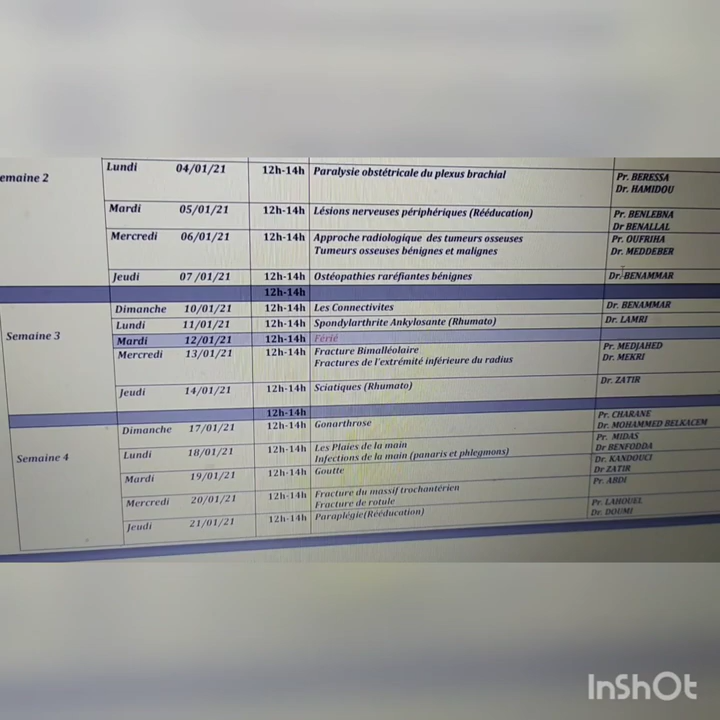 Lundi 04/01/21 12h-14h Paralysie obstétricale du plexus brachial Pr. BERESSA
emaine 2 Dr. HAMIDOU
Mardi 05/01/21 12h-14h Lésions nerveuses périphériques (Rééducation) Pr. BENLEBNA
Dr BENALLAL
Mercredi 06/01/21 12h-14h Approche radiologique des tumeurs osseuses Pr. OUFRIHA
Tumeurs osseuses bénignes et malignes Dr. MEDDEBER
Jeudi 07/01/21 12h-14h Ostéopathies raréfiantes bénignes Dr. BENAMMAR
12h-14h
Dimanche 10/01/21 12h-14h Les Connectivites Dr. BENAMMAR
Semaine 3 Lundi 11/01/21 12h-14h Spondylarthrite Ankylosante (Rhumato) Dr. LAMRI
Mardi 12/01/21 12h-14h Férié
Mercredi 13/01/21 12h-14h Fracture Bimalléolaire Pr. MEDJAHED
Fractures de l'extrémité inférieure du radius Dr. MEKRI
Jeudi 14/01/21 12h-14h Sciatiques (Rhumato) Dr. ZATIR
12h-14h
Dimanche 17/01/21 12h-14h Gonarthrose Pr. CHARANE
Dr. MOHAMMED BELKACEM
Semaine 4 Lundi 18/01/21 12h-14h Les Plaies de la main Pr. MIDAS
Infections de la main (panaris et phlegmons) Dr BENFODDA
Dr. KANDOUCI
Mardi 19/01/21 12h-14h Goutte Dr ZATIR
Mercredi 20/01/21 12h-14h Fracture du massif trochantérien Pr. ABDI
Fracture de rotule
Jeudi 21/01/21 12h-14h Paraplégie(Rééducation) Pr. LAHOUEL
Dr. DOUMI
InShOt